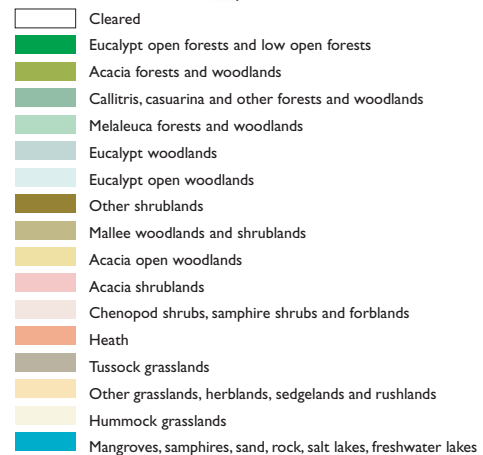 Cleared
Eucalypt open forests and low open forests
Acacia forests and woodlands
Callitris, casuarina and other forests and woodlands
Melaleuca forests and woodlands
Eucalypt woodlands
Eucalypt open woodlands
Other shrublands
Mallee woodlands and shrublands
Acacia open woodlands
Acacia shrublands
Chenopod shrubs, samphire shrubs and forblands
Heath
Tussock grasslands
Other grasslands, herblands, sedgelands and rushlands
Hummock grasslands
Mangroves, samphires, sand, rock, salt lakes, freshwater lakes